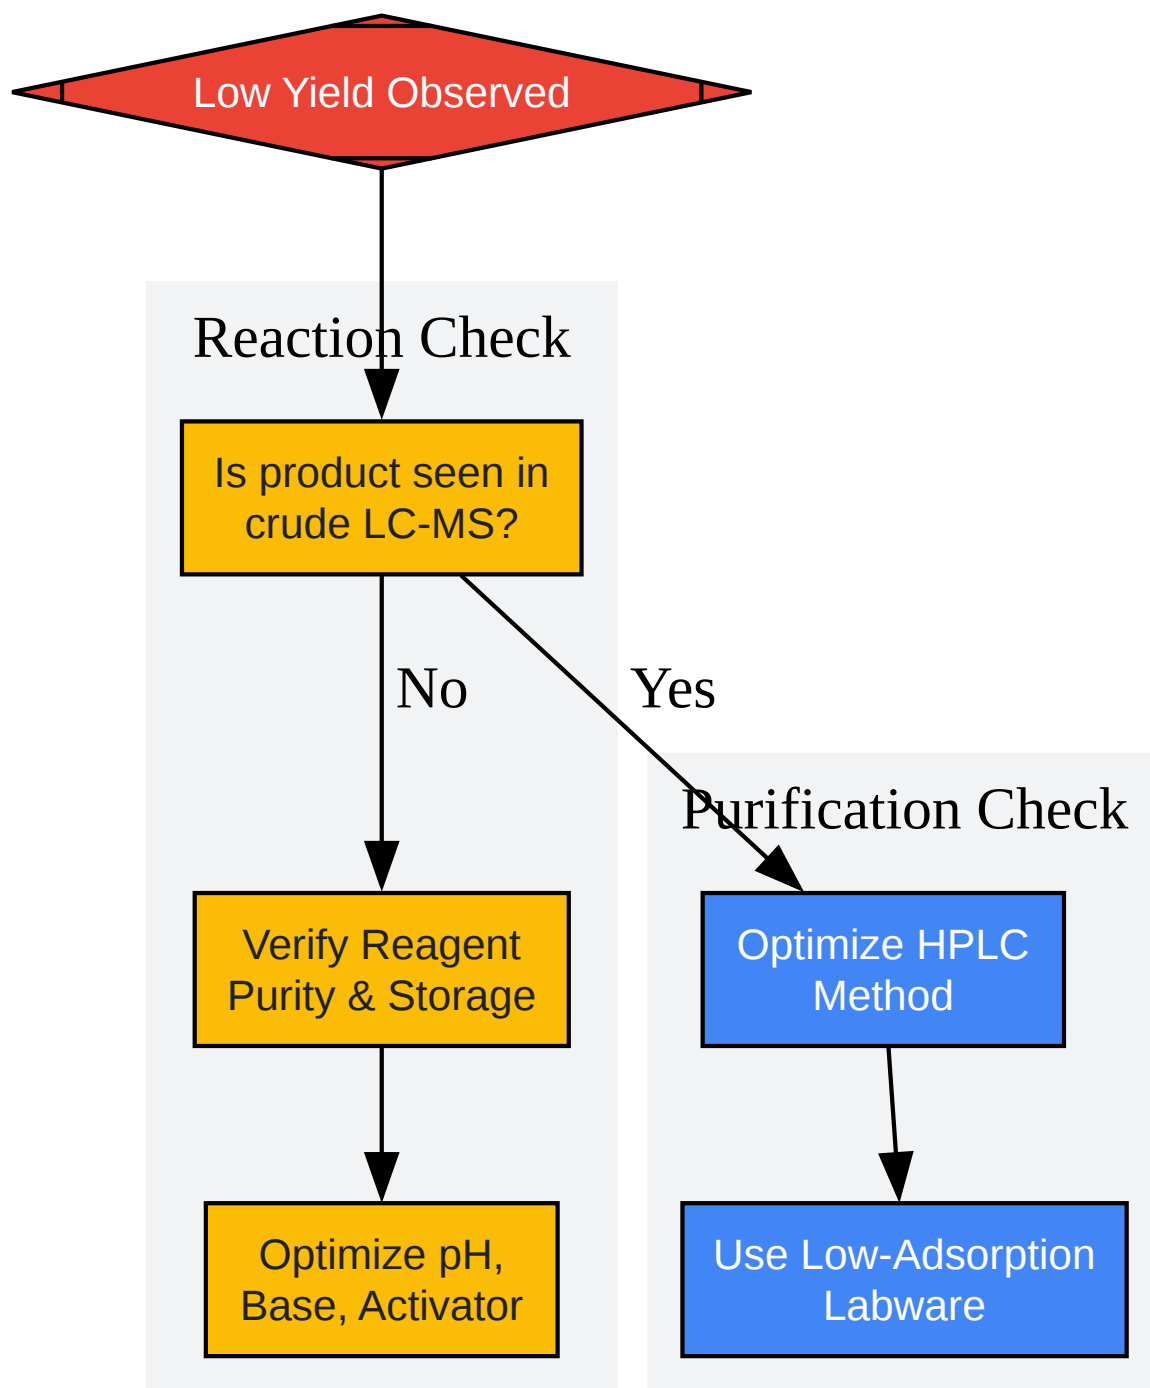 Low Yield Observed
Reaction Check
Is product seen in
crude LC-MS?
No
Yes
Purification Check
Verify Reagent
Purity & Storage
Optimize HPLC
Method
Optimize pH,
Base, Activator
Use Low-Adsorption
Labware